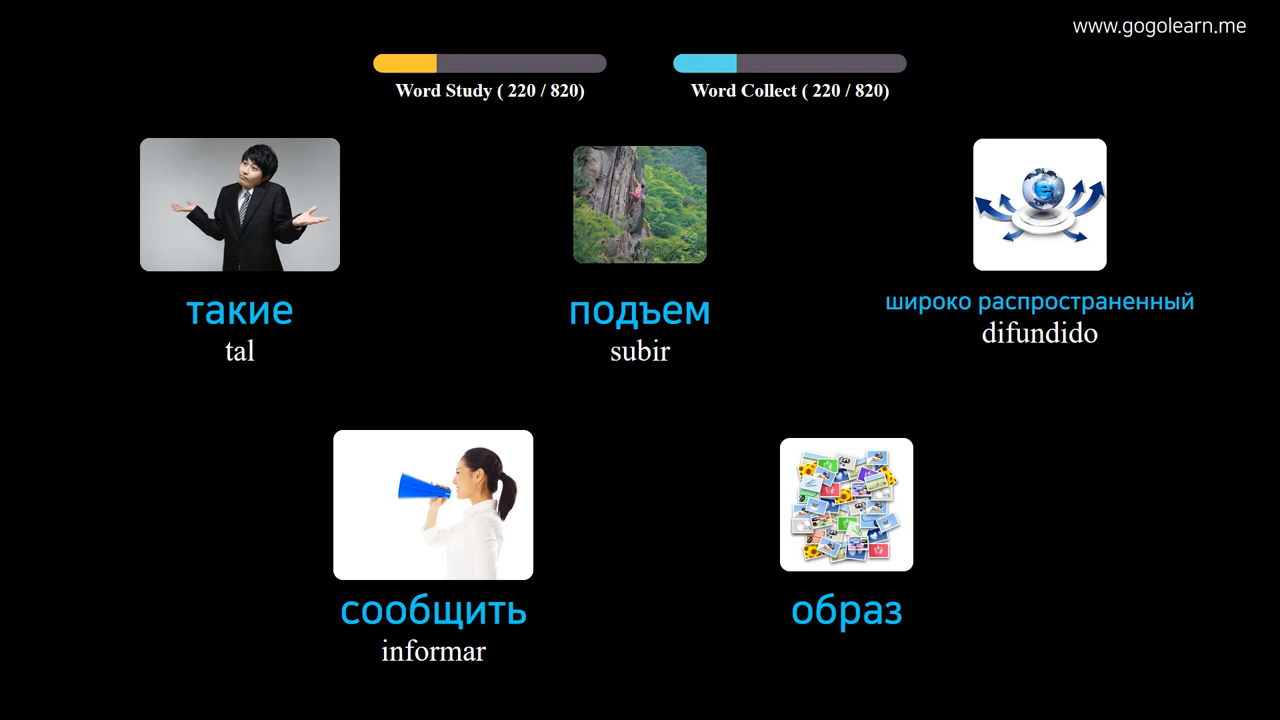 www.gogolearn.me
Word Study ( 220 / 820)
Word Collect ( 220 / 820)
такие
tal
подъем
subir
широко распространенный
difundido
сообщить
informar
образ